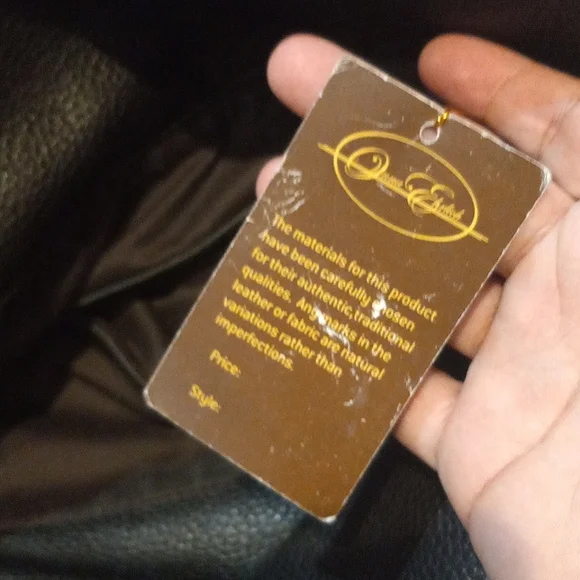 The materials for this product
have been carefully chosen
for their authentic,traditional
qualities. Any marks in the
leather or fabric are natural
variations rather than
imperfections.
Price:
Style: